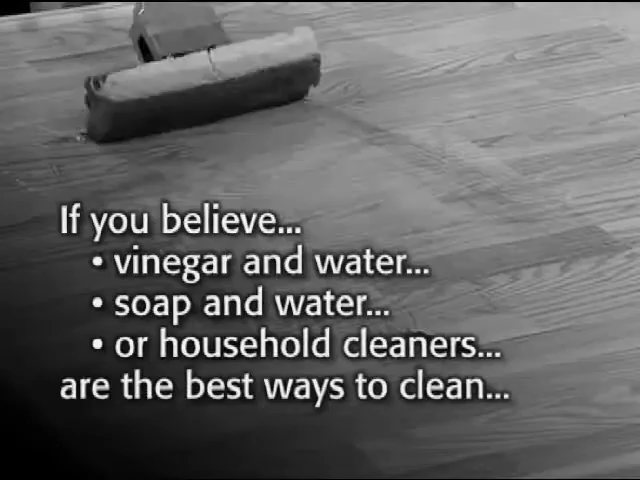 If you believe...
• vinegar and water...
• soap and water...
• or household cleaners...
are the best ways to clean...